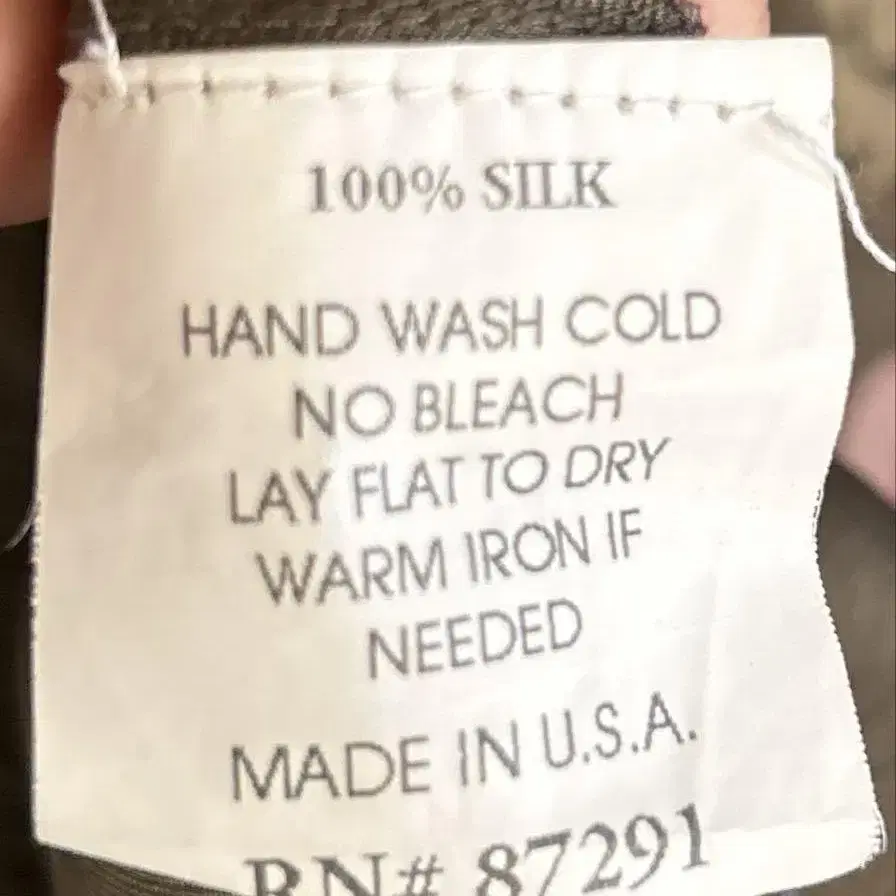 100% SILK
HAND WASH COLD
NO BLEACH
LAY FLAT TO DRY
WARM IRON IF
NEEDED
MADE IN U.S.A.
RN# 87291